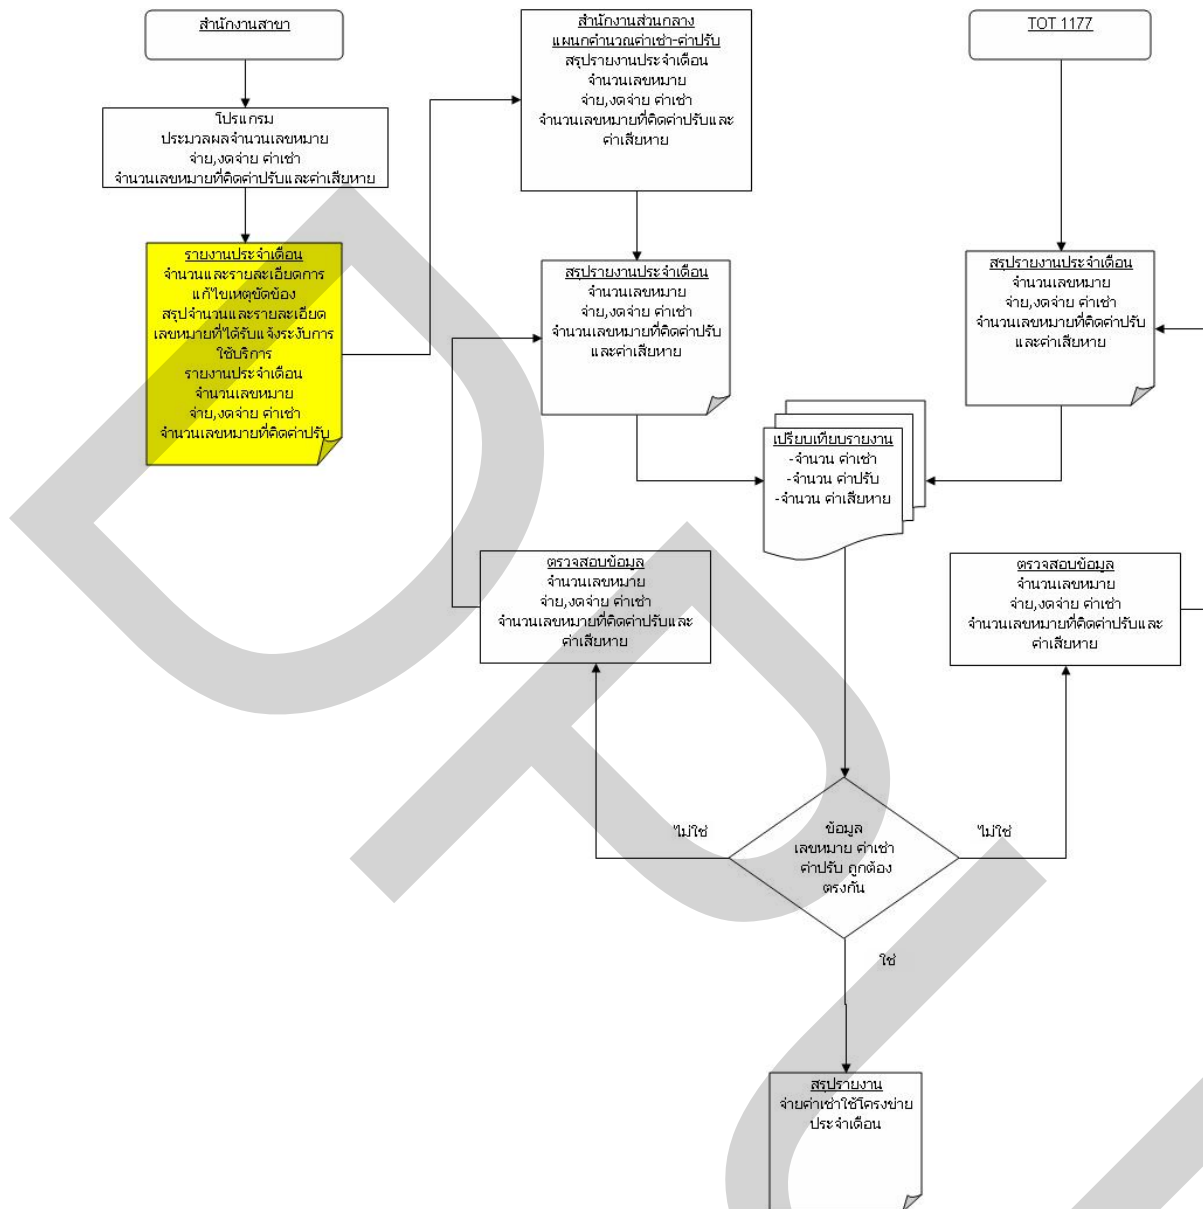 สำนักงานสาขา
สำนักงานส่วนกลาง
แผนกคำนวณค่าเช่า-ค่าปรับ
สรุปรายงานประจำเดือน
จำนวนเลขหมาย
จ่าย,งดจ่าย ค่าเช่า
จำนวนเลขหมายที่คิดค่าปรับและ
ค่าเสียหาย
TOT 1177
โปรแกรม
ประมวลผลจำนวนเลขหมาย
จ่าย,งดจ่าย ค่าเช่า
จำนวนเลขหมายที่คิดค่าปรับและค่าเสียหาย
รายงานประจำเดือน
จำนวนและรายละเอียดการ
แก้ไขเหตุขัดข้อง
สรุปจำนวนและรายละเอียด
เลขหมายที่ได้รับแจ้งระงับการ
ใช้บริการ
รายงานประจำเดือน
จำนวนเลขหมาย
จ่าย,งดจ่าย ค่าเช่า
จำนวนเลขหมายที่คิดค่าปรับ
สรุปรายงานประจำเดือน
จำนวนเลขหมาย
จ่าย,งดจ่าย ค่าเช่า
จำนวนเลขหมายที่คิดค่าปรับ
และค่าเสียหาย
สรุปรายงานประจำเดือน
จำนวนเลขหมาย
จ่าย,งดจ่าย ค่าเช่า
จำนวนเลขหมายที่คิดค่าปรับ
และค่าเสียหาย
เปรียบเทียบรายงาน
-จำนวน ค่าเช่า
-จำนวน ค่าปรับ
-จำนวน ค่าเสียหาย
ตรวจสอบข้อมูล
จำนวนเลขหมาย
จ่าย,งดจ่าย ค่าเช่า
จำนวนเลขหมายที่คิดค่าปรับและ
ค่าเสียหาย
ตรวจสอบข้อมูล
จำนวนเลขหมาย
จ่าย,งดจ่าย ค่าเช่า
จำนวนเลขหมายที่คิดค่าปรับและ
ค่าเสียหาย
ไม่ใช่
ข้อมูล
เลขหมาย ค่าเช่า
ค่าปรับ ถูกต้อง
ตรงกัน
ไม่ใช่
ใช่
สรุปรายงาน
จ่ายค่าเช่าใช้โครงข่าย
ประจำเดือน